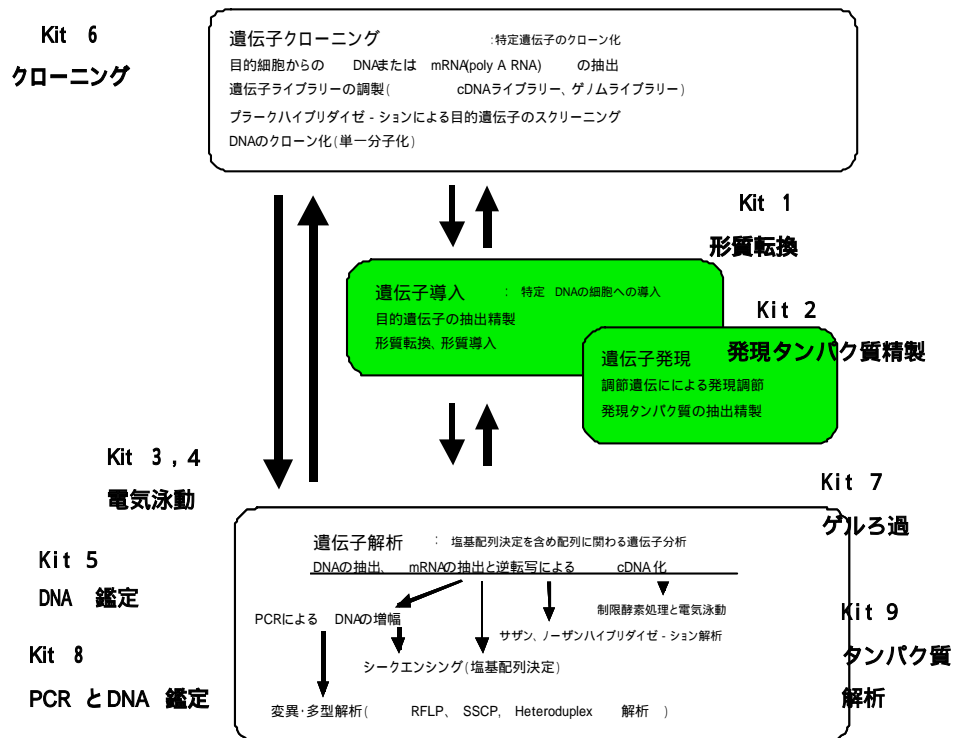 Kit 6
クローニング
遺伝子クローニング :特定遺伝子のクローン化
目的細胞からの DNAまたは mRNA(poly A RNA) の抽出
遺伝子ライブラリーの調製( cDNAライブラリー、ゲノムライブラリー)
プラークハイブリダイゼ - ションによる目的遺伝子のスクリーニング
DNAのクローン化(単一分子化)
Kit 1
形質転換
遺伝子導入 : 特定 DNAの細胞への導入
目的遺伝子の抽出精製
形質転換、形質導入
Kit 2
発現タンパク質精製
遺伝子発現
調節遺伝にによる発現調節
発現タンパク質の抽出精製
Kit 3 , 4
電気泳動
Kit 5
DNA 鑑定
Kit 8
PCR とDNA 鑑定
Kit 7
ゲルろ過
Kit 9
タンパク質
解析
遺伝子解析 : 塩基配列決定を含め配列に関わる遺伝子分析
DNAの抽出、 mRNAの抽出と逆転写による cDNA化
制限酵素処理と電気泳動
PCRによる DNAの増幅
サザン、ノーザンハイブリダイゼ - ション解析
シークエンシング(塩基配列決定)
変異・多型解析( RFLP、 SSCP, Heteroduplex 解析 )